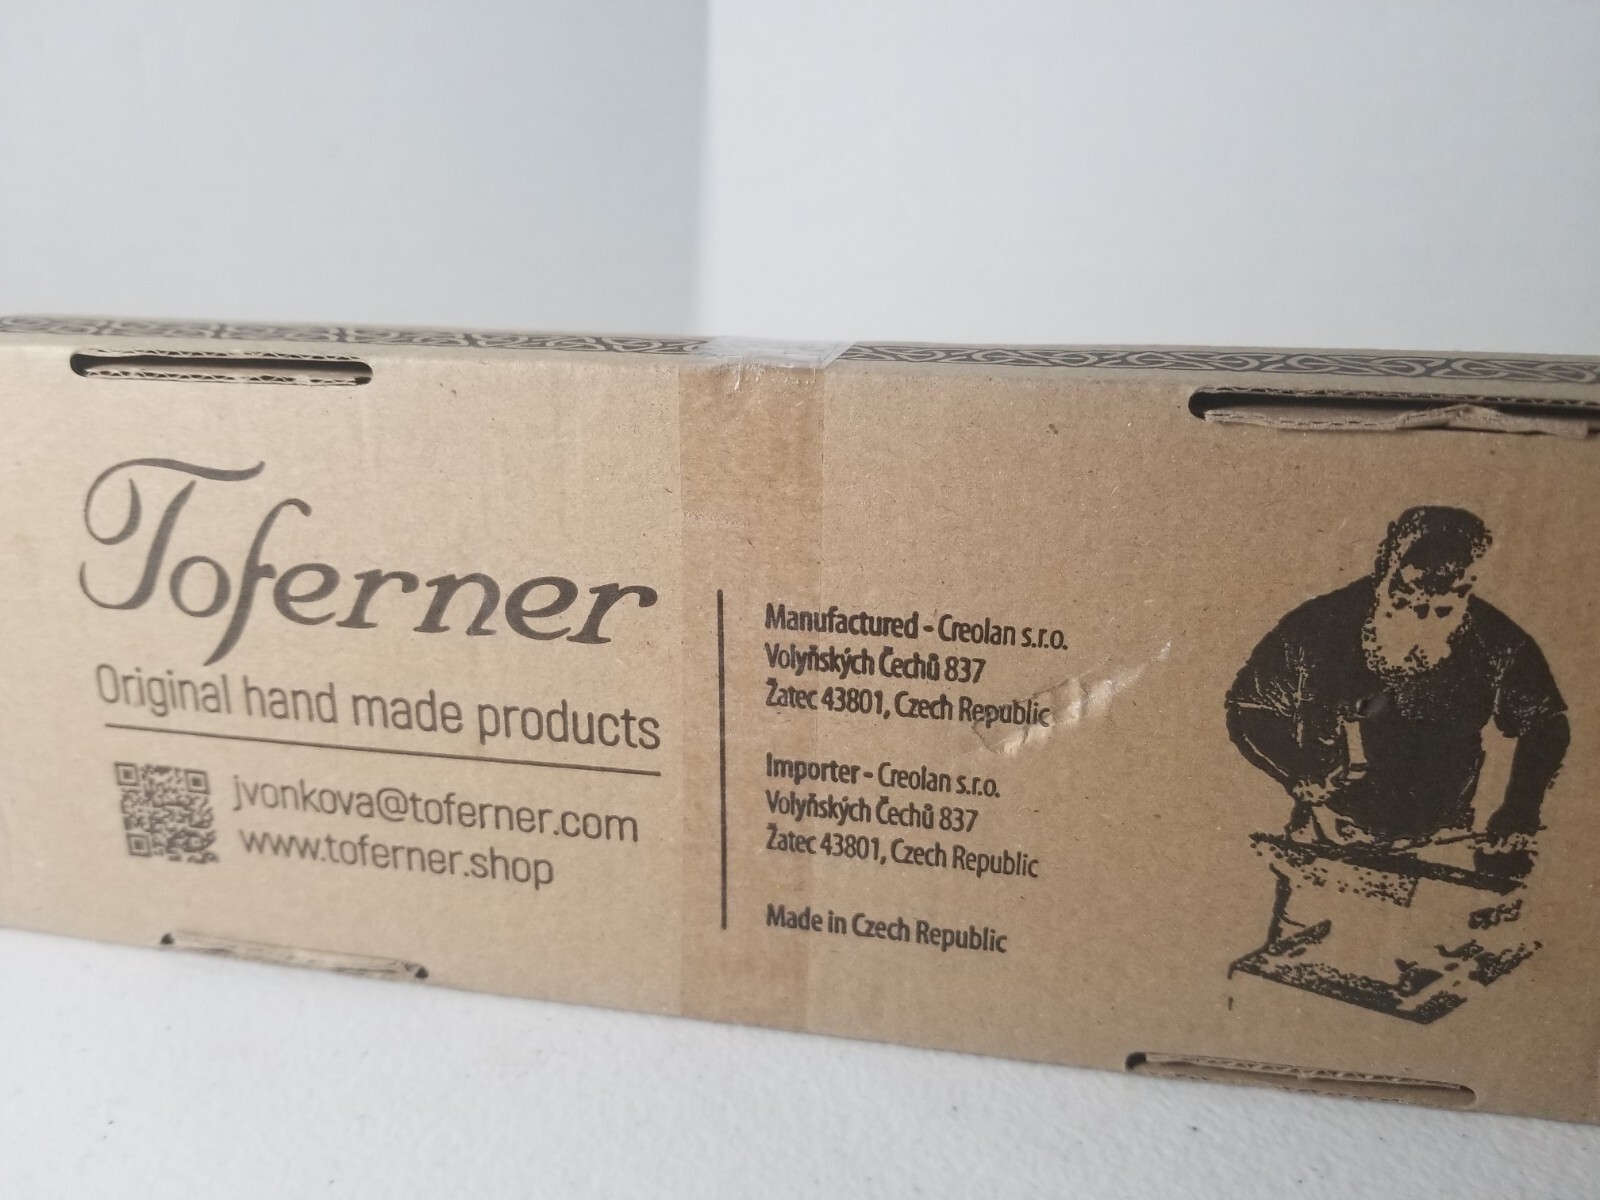 Toferner
Original hand made products
jvonkova@toferner.com
www.toferner.shop
Manufactured - Creolan s.r.o.
Volyňských Čechů 837
Žatec 43801, Czech Republic
Importer - Creolan s.r.o.
Volyňských Čechů 837
Žatec 43801, Czech Republic
Made in Czech Republic